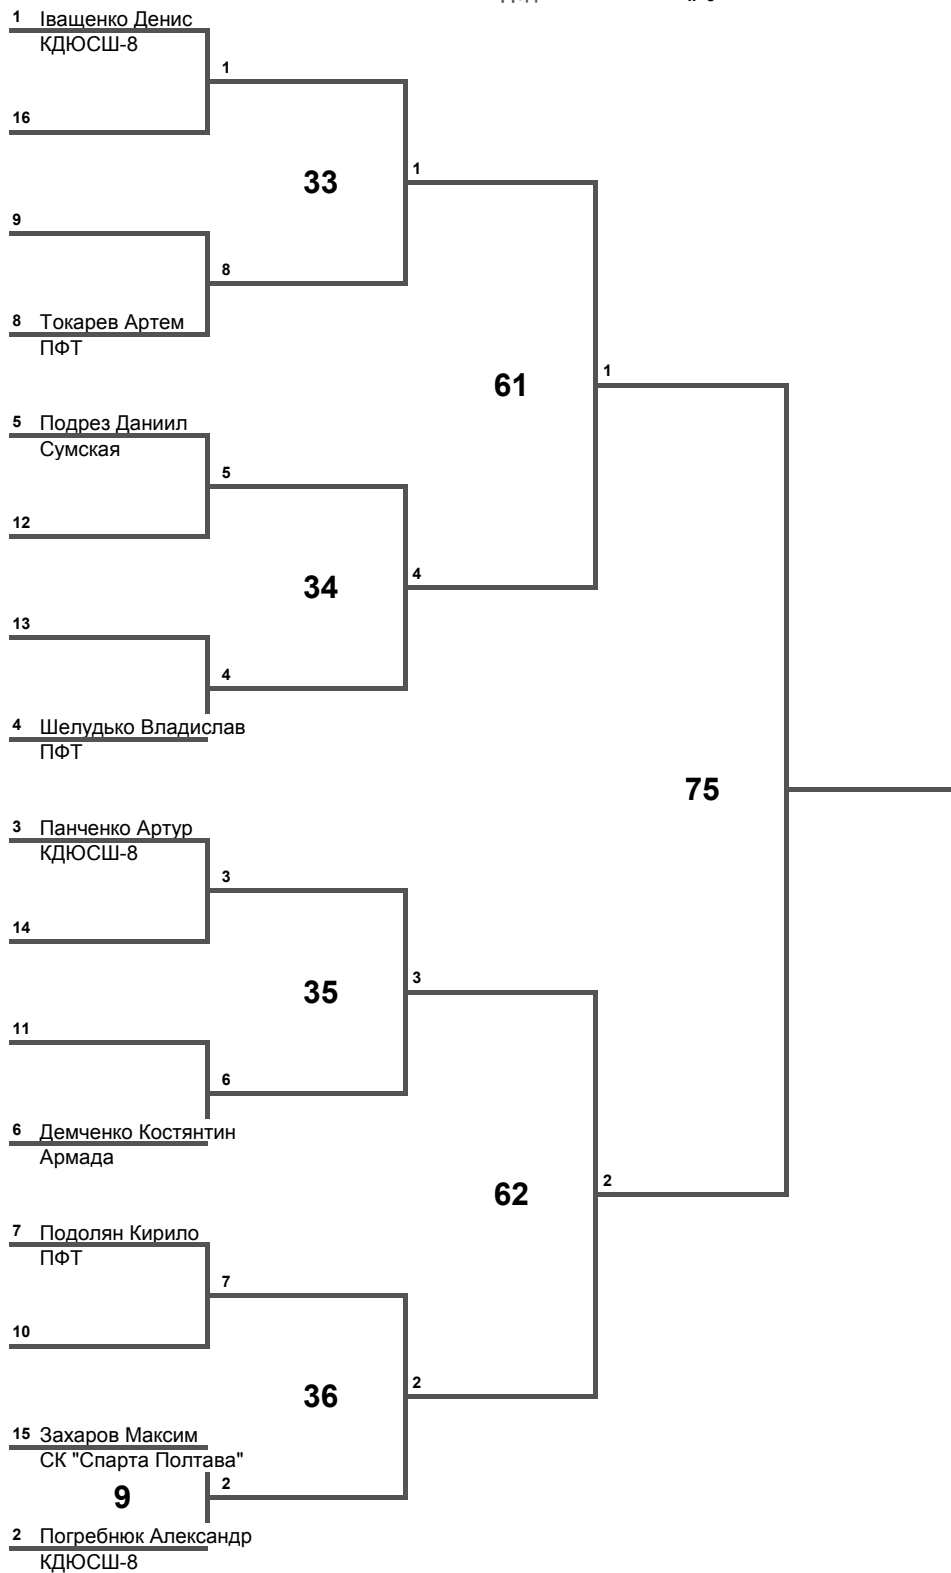 1 Іващенко Денис
КДЮСШ-8
1
16
33
1
9
8
8 Токарев Артем
ПФТ
61
1
5 Подрез Даниил
Сумская
5
12
34
4
13
4
4 Шелудько Владислав
ПФТ
75
3 Панченко Артур
КДЮСШ-8
3
14
35
3
11
6
6 Демченко Костянтин
Армада
62
2
7 Подолян Кирило
ПФТ
7
10
36
2
15 Захаров Максим
СК "Спарта Полтава"
9
2
2 Погребнюк Александр
КДЮСШ-8